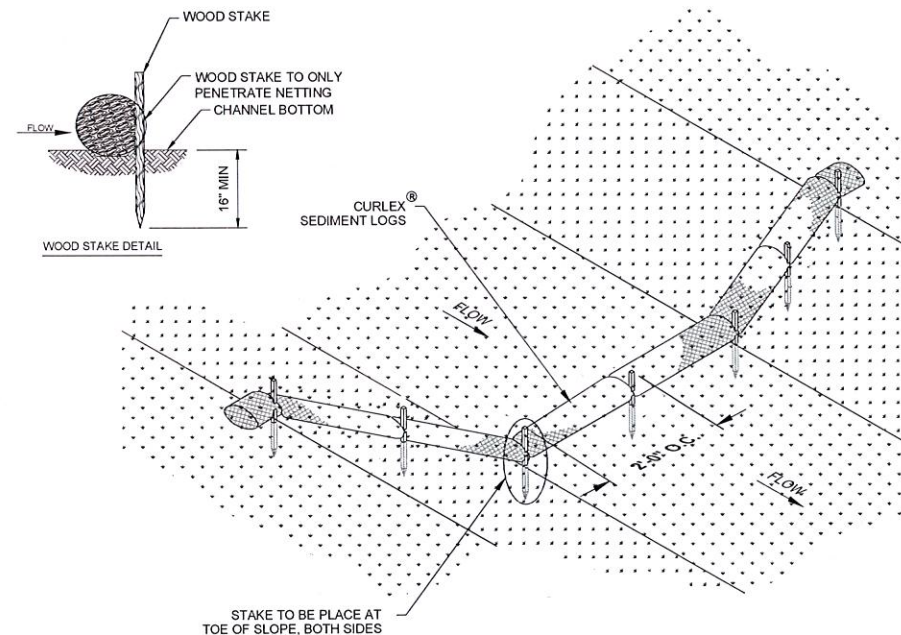 WOOD STAKE
WOOD STAKE TO ONLY
PENETRATE NETTING
CHANNEL BOTTOM
FLOW
16" MIN
WOOD STAKE DETAIL
CURLEX®
SEDIMENT LOGS
FLOW
2'.0" O.C.
FLOW
STAKE TO BE PLACE AT
TOE OF SLOPE, BOTH SIDES